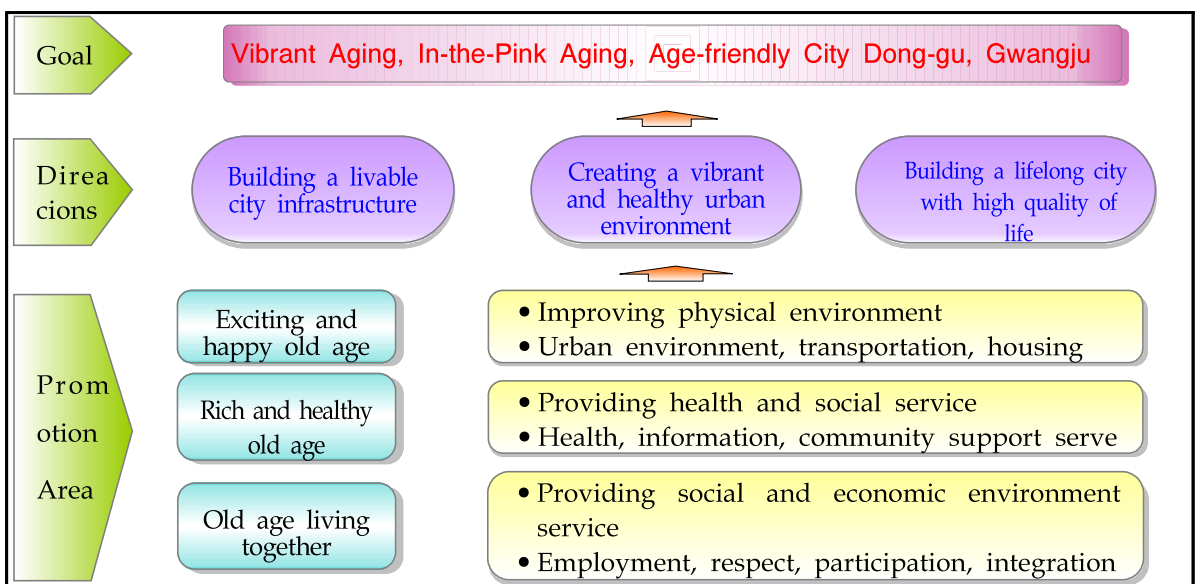 Goal
Vibrant Aging, In-the-Pink Aging, Age-friendly City Dong-gu, Gwangju
Direa
cions
Building a livable
city infrastructure
Creating a vibrant
and healthy urban
environment
Building a lifelong city
with high quality of
life
Prom
otion
Area
Exciting and
happy old age
• Improving physical environment
• Urban environment, transportation, housing
Rich and healthy
old age
• Providing health and social service
• Health, information, community support serve
Old age living
together
• Providing social and economic environment
service
• Employment, respect, participation, integration